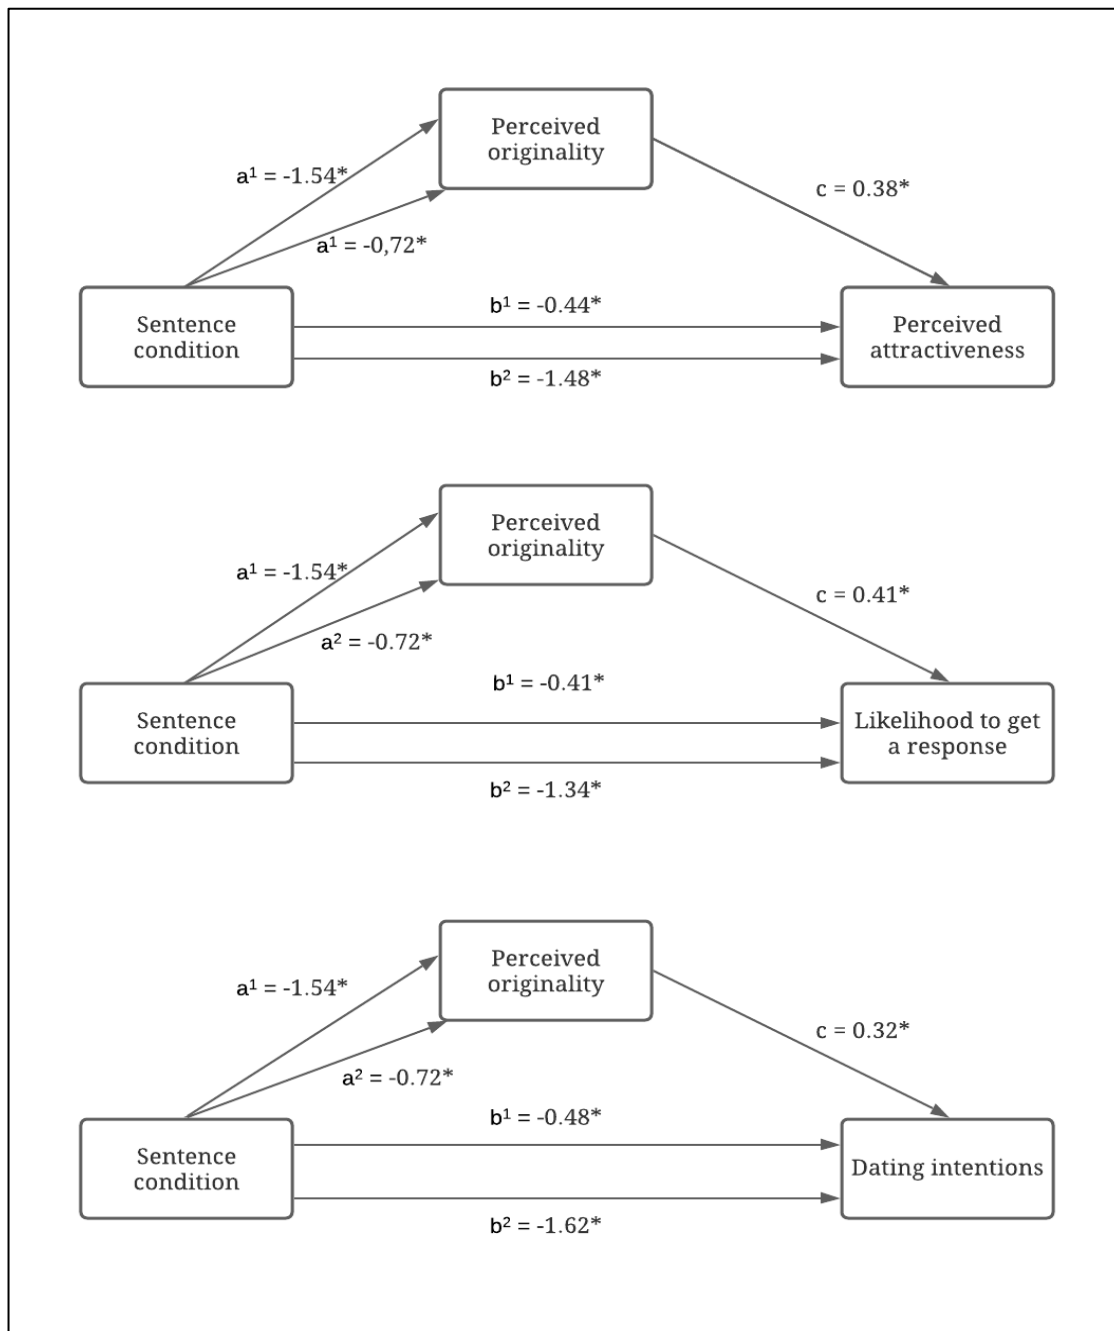 Perceived
originality
a¹ = -1.54*
c = 0.38*
a¹ = -0,72*
b¹ = -0.44*
Sentence
condition
Perceived
attractiveness
b² = -1.48*
Perceived
originality
a¹ = -1.54*
c = 0.41*
a² = -0.72*
b¹ = -0.41*
Sentence
condition
Likelihood to get
a response
b² = -1.34*
Perceived
originality
a¹ = -1.54*
c = 0.32*
a² = -0.72*
b¹ = -0.48*
Sentence
condition
Dating intentions
b² = -1.62*